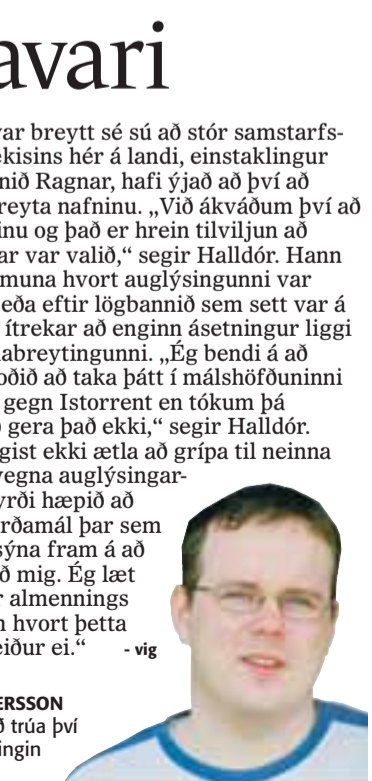 avari
var breytt sé sú að stór samstarfs-
ekisins hér á landi, einstaklingur
nið Ragnar, hafi ýjað að því að
reyta nafninu. „Við ákváðum því að
inu og það er hrein tilviljun að
ar var valið,“ segir Halldór. Hann
muna hvort auglýsingunni var
eða eftir lögbannið sem sett var á
ítrekar að enginn ásetningur liggi
nabreytingunni. „Ég bendi á að
oðið að taka þátt í málshöfðuninni
gegn Istorrent en tókum þá
gera það ekki,“ segir Halldór.
gist ekki ætla að grípa til neinna
vegna auglýsingar-
yrði hæpið að
rðamál þar sem
sýna fram á að
ð mig. Ég læt
r almennings
n hvort þetta
eiður ei.“ - vig
ERSSON
ð trúa því
ingin